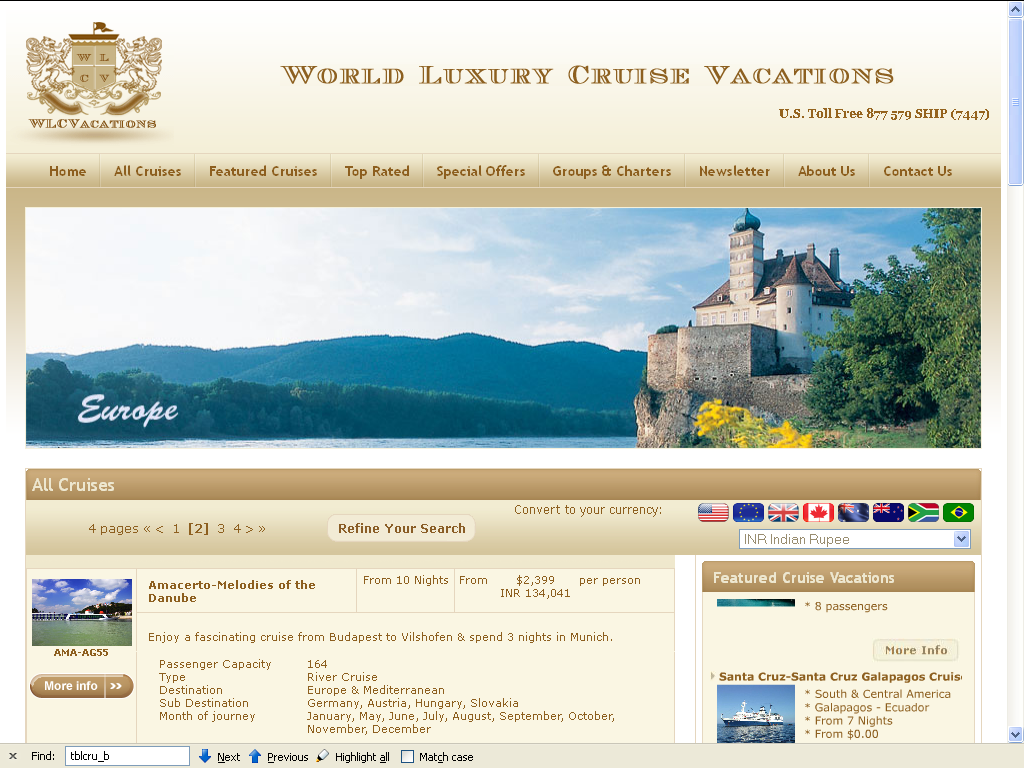 W L
C V
WLCVACATIONS
WORLD LUXURY CRUISE VACATIONS
U.S. Toll Free 877 579 SHIP (7447)
Home All Cruises Featured Cruises Top Rated Special Offers Groups & Charters Newsletter About Us Contact Us
Europe
All Cruises
4 pages « < 1 [2] 3 4 > »
Refine Your Search
Convert to your currency:
INR Indian Rupee
AMA-AG55
More info >>
Amacerto-Melodies of the
Danube
From 10 Nights
From $2,399 per person
INR 134,041
Enjoy a fascinating cruise from Budapest to Vilshofen & spend 3 nights in Munich.
Passenger Capacity 164
Type River Cruise
Destination Europe & Mediterranean
Sub Destination Germany, Austria, Hungary, Slovakia
Month of journey January, May, June, July, August, September, October,
November, December
Featured Cruise Vacations
* 8 passengers
More Info
Santa Cruz-Santa Cruz Galapagos Cruise
* South & Central America
* Galapagos - Ecuador
* From 7 Nights
* From $0.00
× Find: tblcru_b Next Previous Highlight all Match case